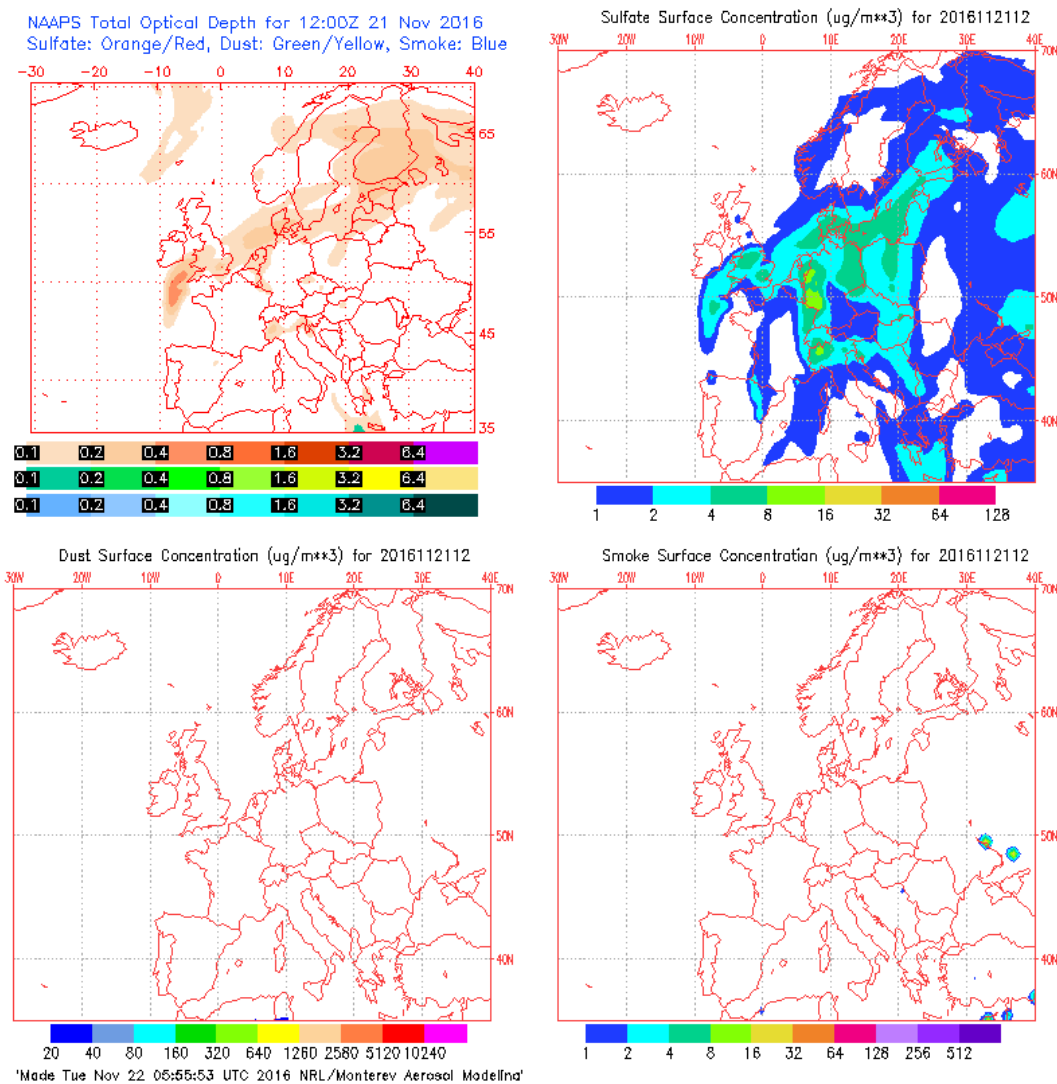 NAAPS Total Optical Depth for 12:00Z 21 Nov 2016
Sulfate: Orange/Red, Dust: Green/Yellow, Smoke: Blue
-30 -20 -10 0 10 20 30 40
65
55
45
35
0.1 0.2 0.4 0.8 1.6 3.2 6.4
0.1 0.2 0.4 0.8 1.6 3.2 6.4
0.1 0.2 0.4 0.8 1.6 3.2 6.4
Sulfate Surface Concentration (ug/m**3) for 2016112112
30W 20W 10W 0 10E 20E 30E 40E
70N
60N
50N
40N
1 2 4 8 16 32 64 128
Dust Surface Concentration (ug/m**3) for 2016112112
30W 20W 10W 0 10E 20E 30E 40E
70N
60N
50N
40N
20 40 80 160 320 640 1260 2580 5120 10240
Smoke Surface Concentration (ug/m**3) for 2016112112
30W 20W 10W 0 10E 20E 30E 40E
70N
60N
50N
40N
1 2 4 8 16 32 64 128 256 512
'Made Tue Nov 22 05:55:53 UTC 2016 NRL/Monterey Aerosol Modeling'